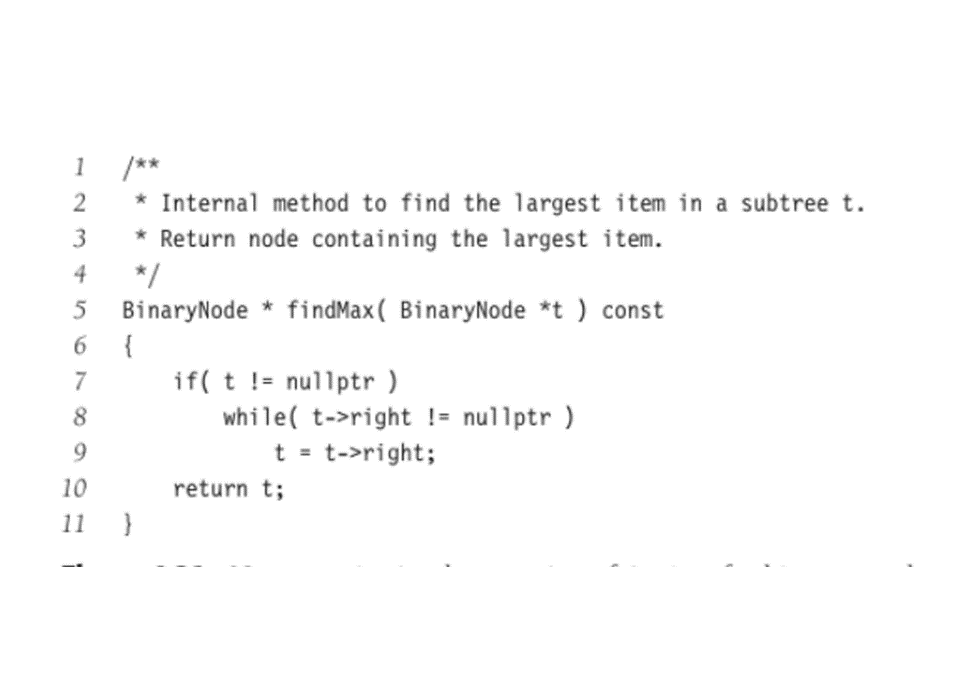 1 /**
2 * Internal method to find the largest item in a subtree t.
3 * Return node containing the largest item.
4 */
5 BinaryNode * findMax( BinaryNode *t ) const
6 {
7 if( t != nullptr )
8 while( t->right != nullptr )
9 t = t->right;
10 return t;
11 }